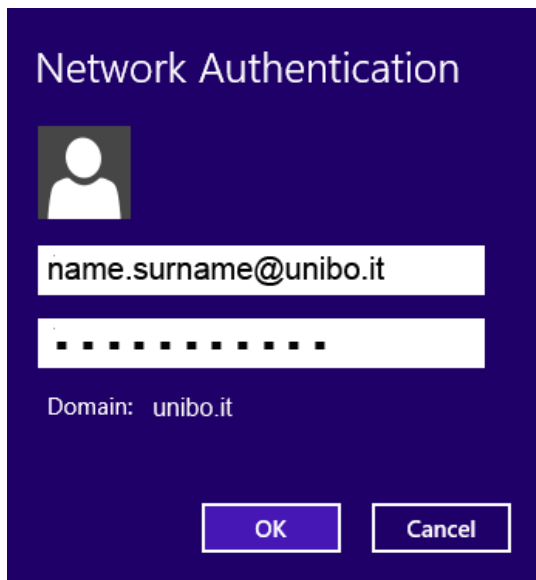 Network Authentication
name.surname@unibo.it
▪ ▪ ▪ ▪ ▪ ▪ ▪ ▪ ▪ ▪ ▪
Domain: unibo.it
OK Cancel